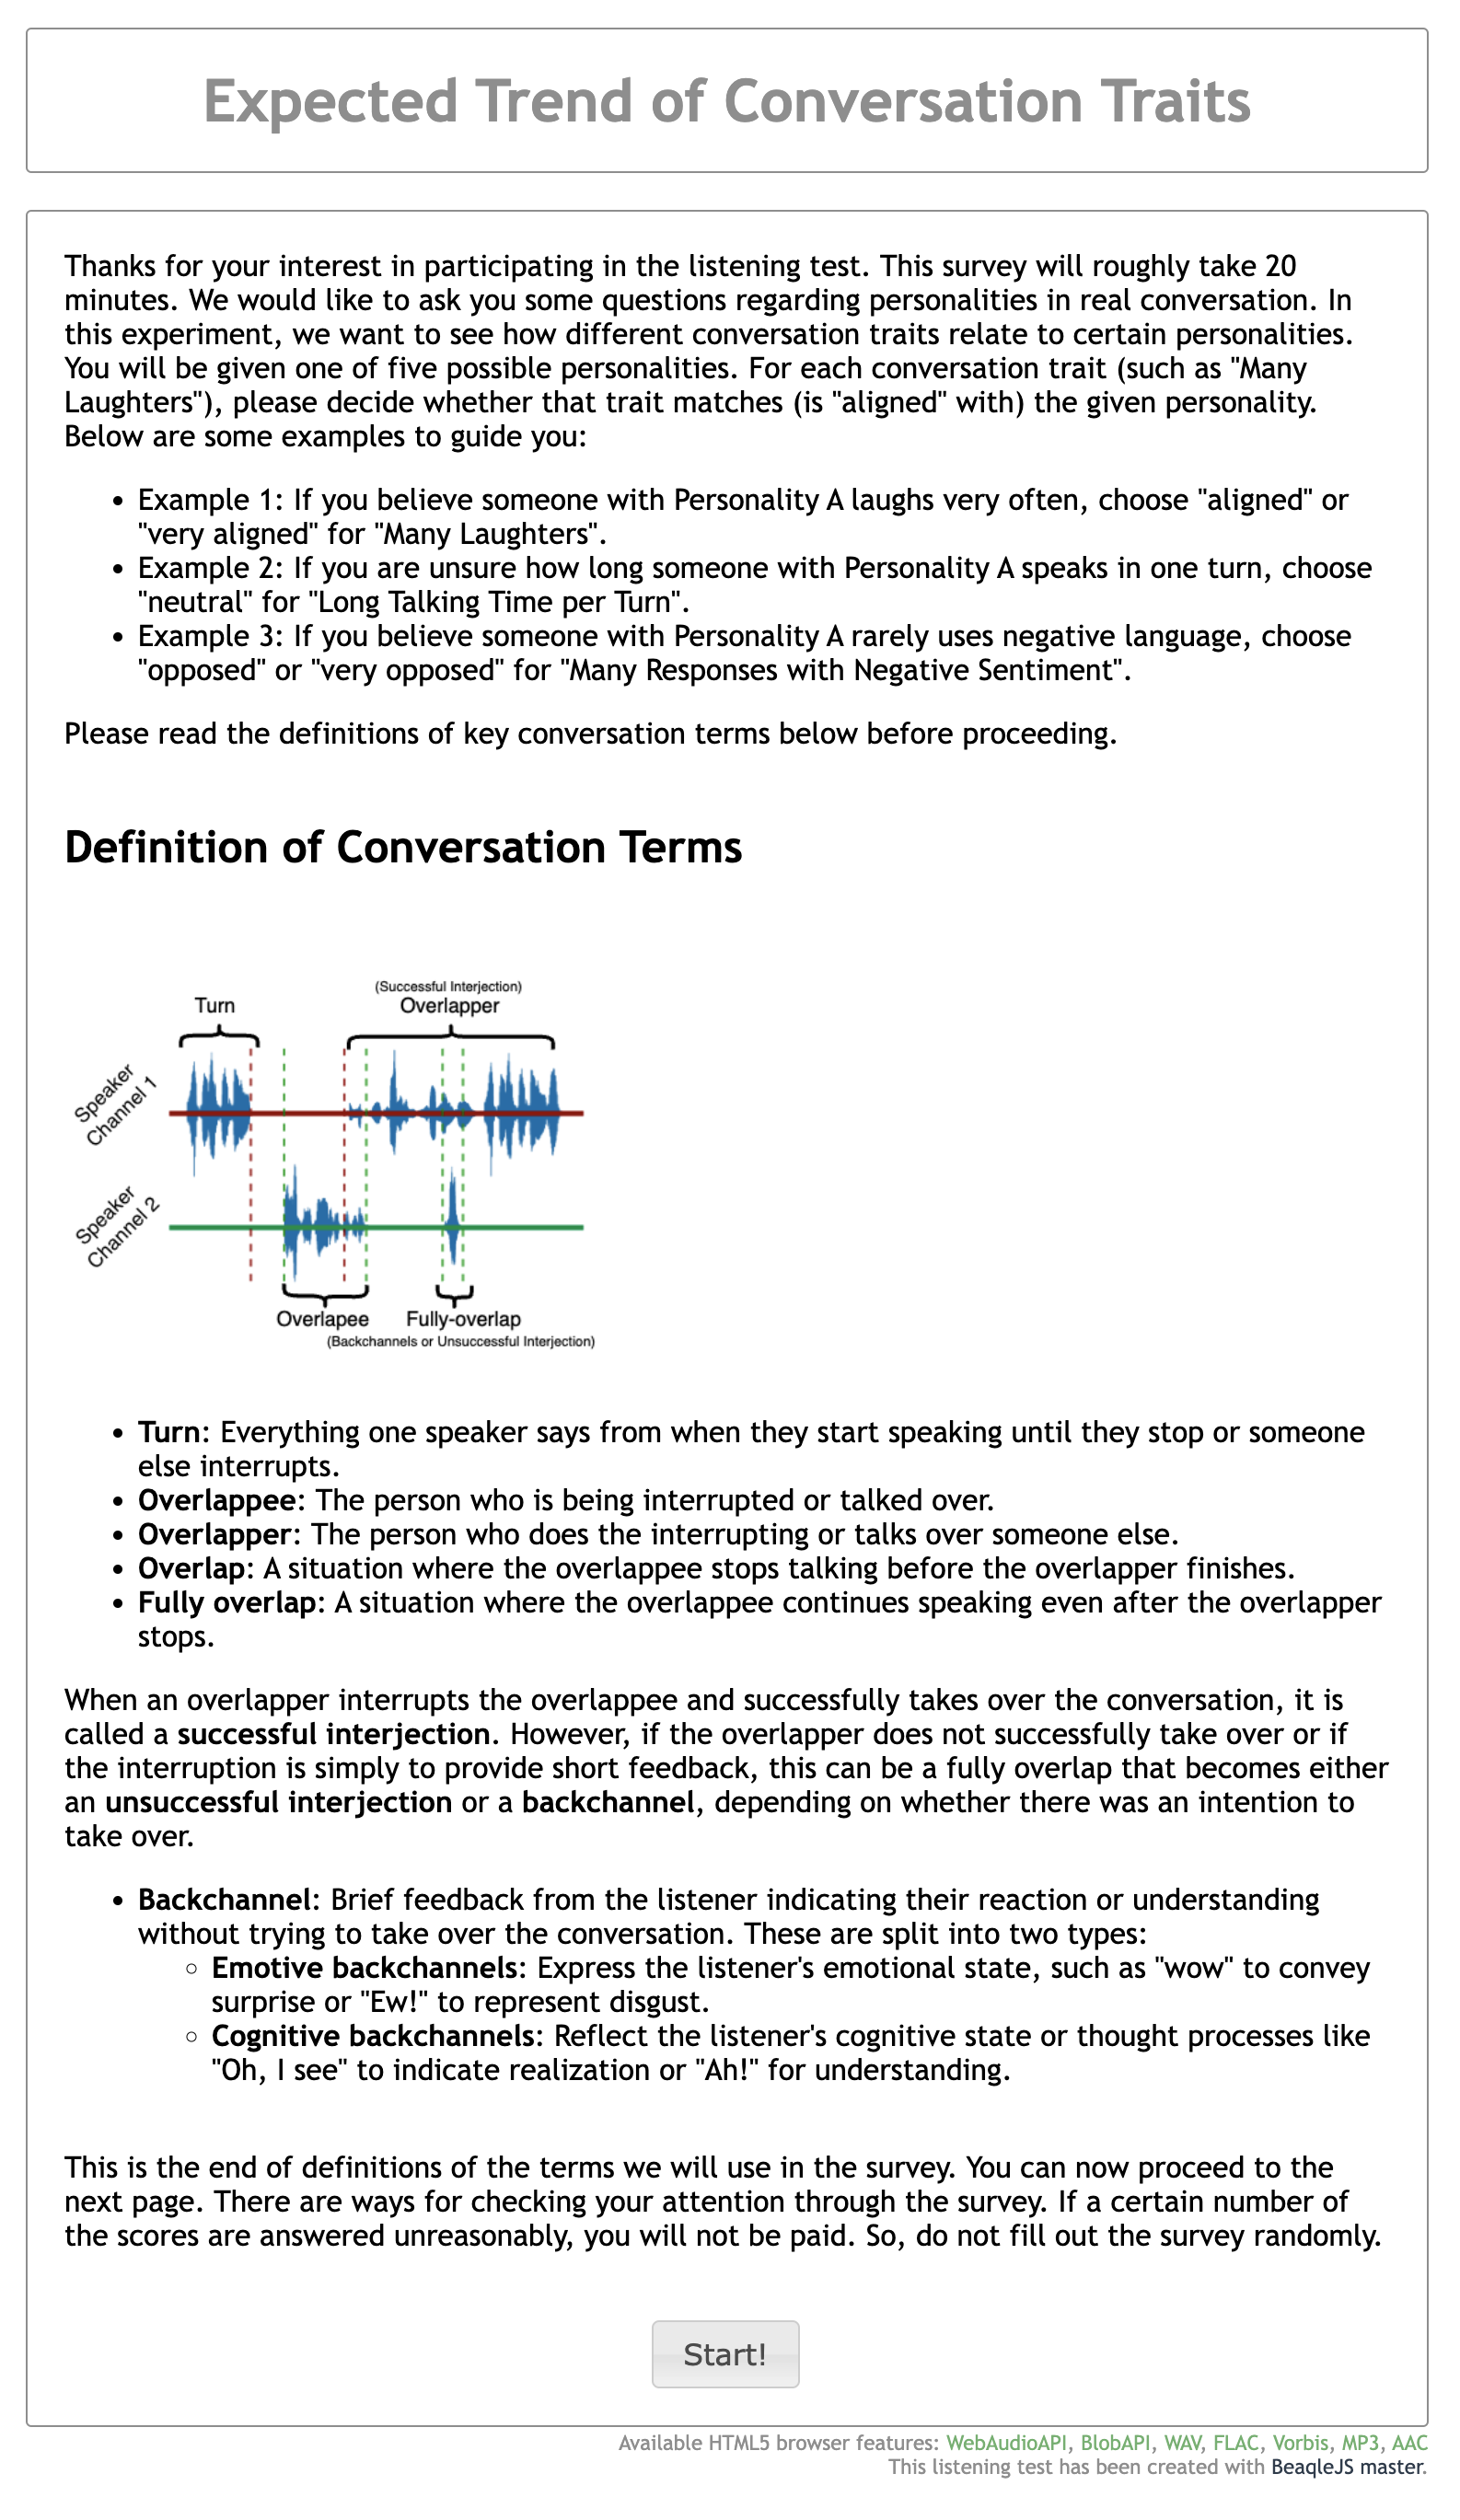 Expected Trend of Conversation Traits
Thanks for your interest in participating in the listening test. This survey will roughly take 20
minutes. We would like to ask you some questions regarding personalities in real conversation. In
this experiment, we want to see how different conversation traits relate to certain personalities.
You will be given one of five possible personalities. For each conversation trait (such as "Many
Laughters"), please decide whether that trait matches (is "aligned" with) the given personality.
Below are some examples to guide you:
• Example 1: If you believe someone with Personality A laughs very often, choose "aligned" or
"very aligned" for "Many Laughters".
• Example 2: If you are unsure how long someone with Personality A speaks in one turn, choose
"neutral" for "Long Talking Time per Turn".
• Example 3: If you believe someone with Personality A rarely uses negative language, choose
"opposed" or "very opposed" for "Many Responses with Negative Sentiment".
Please read the definitions of key conversation terms below before proceeding.
Definition of Conversation Terms
(Successful Interjection)
Turn
Overlapper
Speaker
Channel 1
Speaker
Channel 2
Overlapee
Fully-overlap
(Backchannels or Unsuccessful Interjection)
• Turn: Everything one speaker says from when they start speaking until they stop or someone
else interrupts.
• Overlappee: The person who is being interrupted or talked over.
• Overlapper: The person who does the interrupting or talks over someone else.
• Overlap: A situation where the overlappee stops talking before the overlapper finishes.
• Fully overlap: A situation where the overlappee continues speaking even after the overlapper
stops.
When an overlapper interrupts the overlappee and successfully takes over the conversation, it is
called a successful interjection. However, if the overlapper does not successfully take over or if
the interruption is simply to provide short feedback, this can be a fully overlap that becomes either
an unsuccessful interjection or a backchannel, depending on whether there was an intention to
take over.
• Backchannel: Brief feedback from the listener indicating their reaction or understanding
without trying to take over the conversation. These are split into two types:
◦ Emotive backchannels: Express the listener's emotional state, such as "wow" to convey
surprise or "Ew!" to represent disgust.
◦ Cognitive backchannels: Reflect the listener's cognitive state or thought processes like
"Oh, I see" to indicate realization or "Ah!" for understanding.
This is the end of definitions of the terms we will use in the survey. You can now proceed to the
next page. There are ways for checking your attention through the survey. If a certain number of
the scores are answered unreasonably, you will not be paid. So, do not fill out the survey randomly.
Start!
Available HTML5 browser features: WebAudioAPI, BlobAPI, WAV, FLAC, Vorbis, MP3, AAC
This listening test has been created with BeaqleJS master.